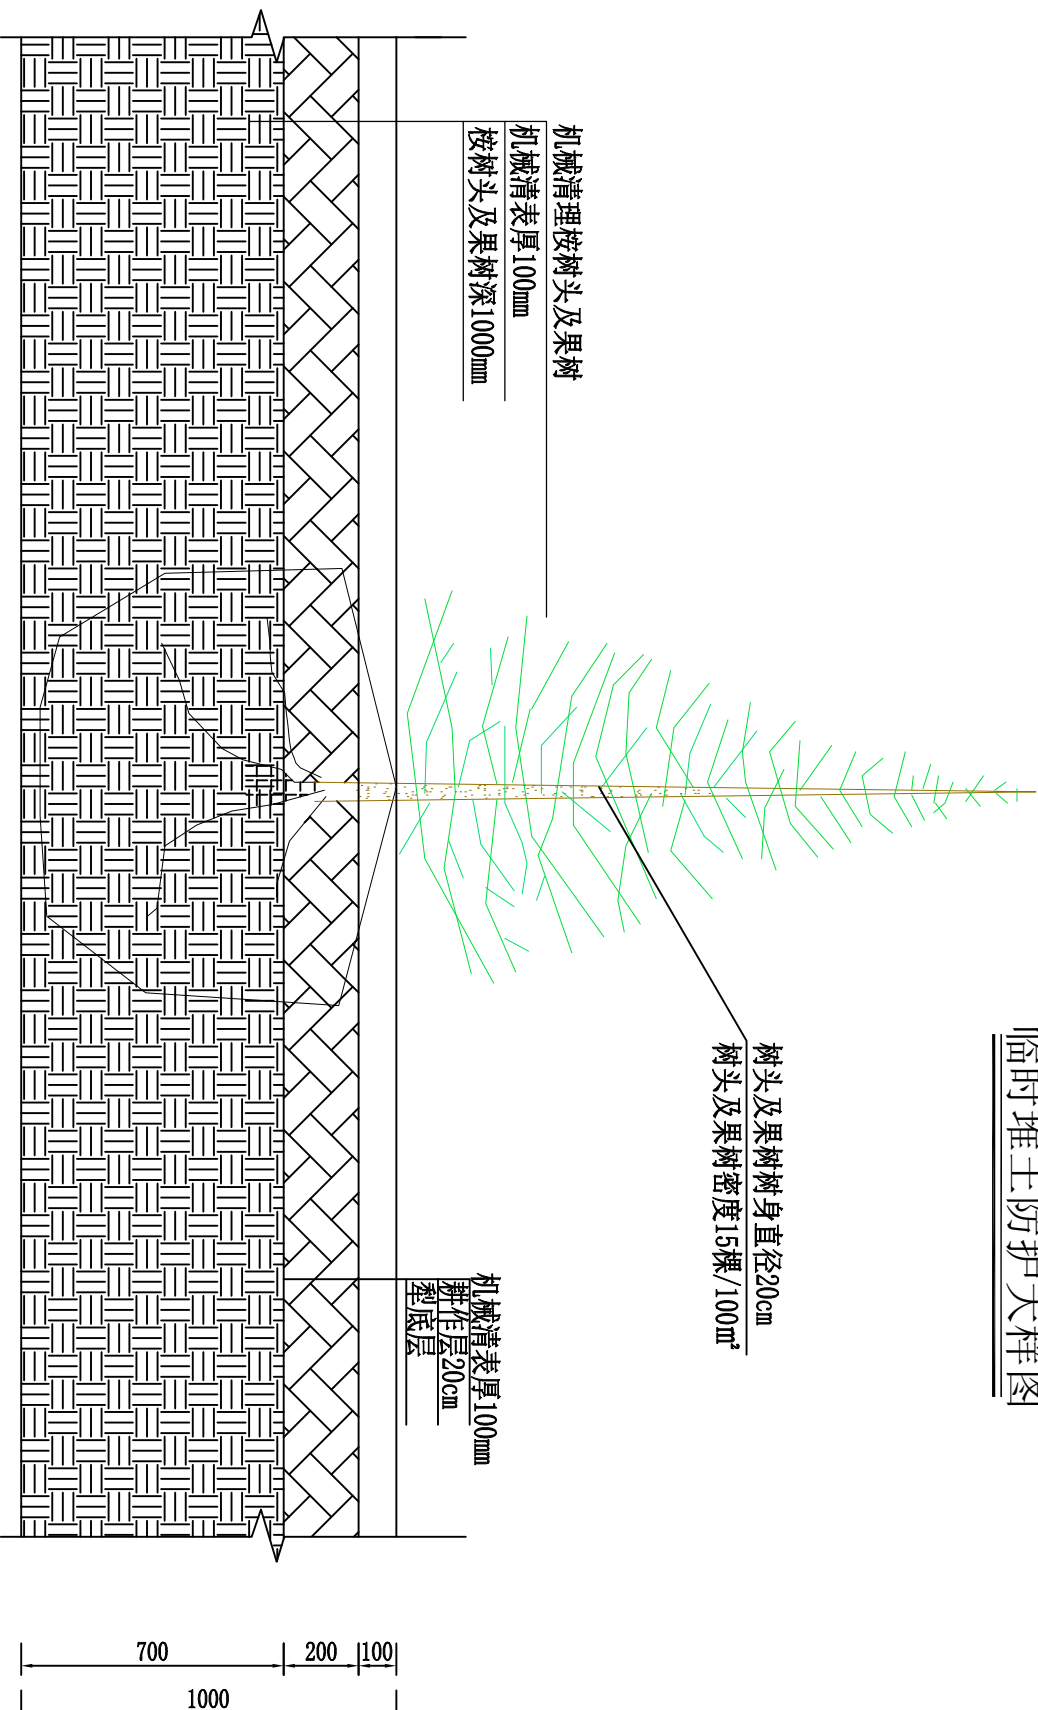 临时堆土防护大样图
机械清理桉树头及果树
机械清表厚100mm
桉树头及果树深1000mm
树头及果树树身直径20cm
树头及果树密度15棵/100m²
机械清表厚100mm
耕作层20cm
犁底层
700
200
100
1000